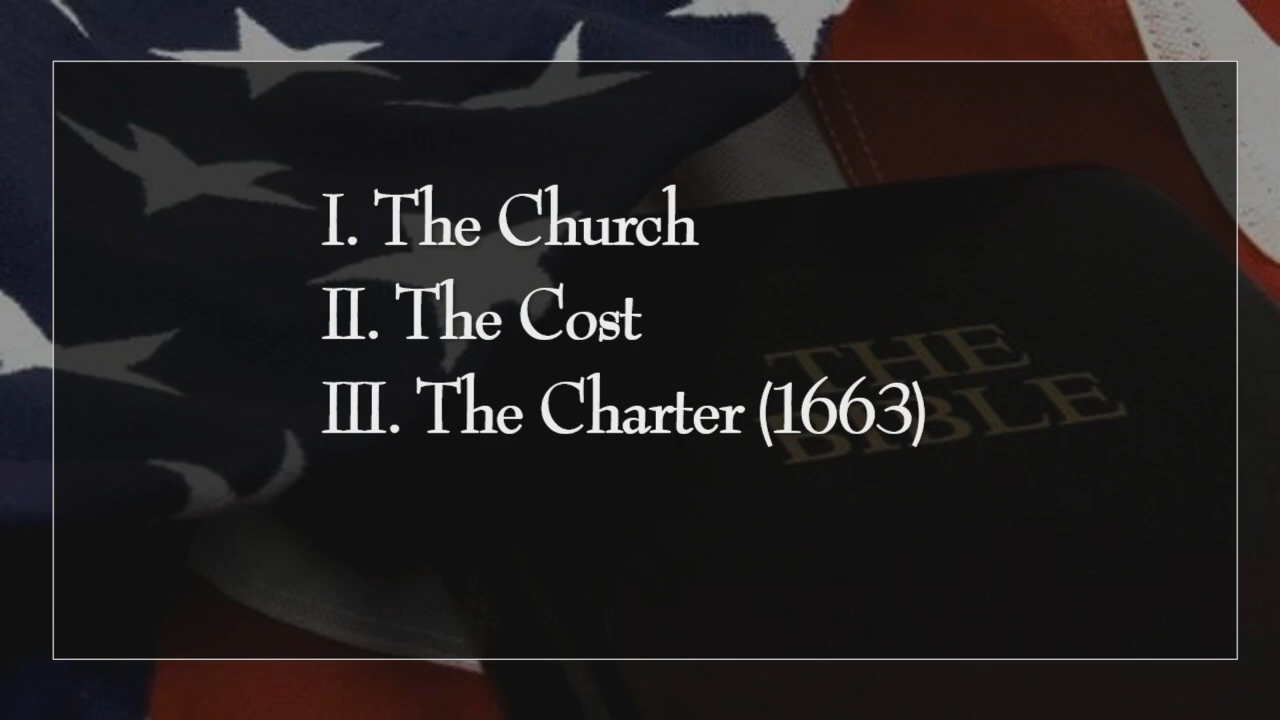 I. The Church
II. The Cost
III. The Charter (1663)
THE
BIBLE